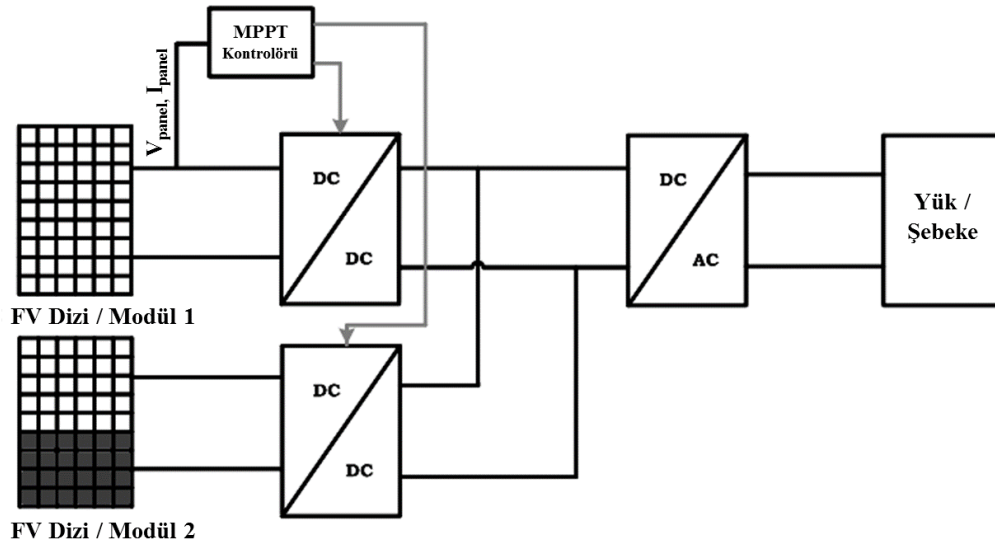 MPPT
Kontrolörü
Vpanel, Ipanel
DC
DC
FV Dizi / Modül 1
DC
AC
Yük /
Şebeke
DC
DC
FV Dizi / Modül 2